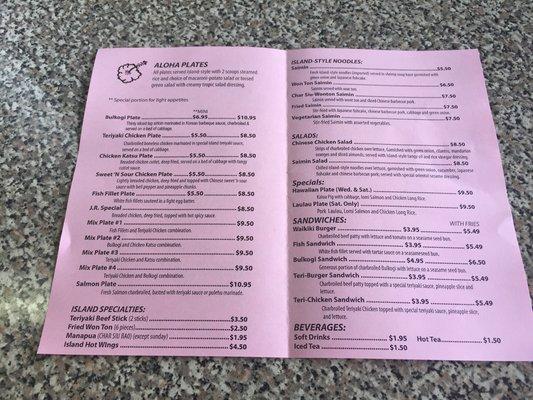 ALOHA PLATES
All plates served Island-style with 2 scoops steamed
rice and choice of macaroni-potato salad or tossed
green salad with creamy tropic salad dressing.
** Special portion for light appetites
**MINI
Bulkogi Plate $6.95 $10.95
Thinly sliced top sirloin marinated in Korean barbecue sauce, charbroiled &
served on a bed of cabbage.
Teriyaki Chicken Plate $5.50 $8.50
Charbroiled boneless chicken marinated in special island teriyaki sauce,
served on a bed of cabbage.
Chicken Katsu Plate $5.50 $8.50
Breaded chicken, deep fried, served on a bed of cabbage with tangy
katsu sauce.
Sweet 'N Sour Chicken Plate $5.50 $8.50
Lightly breaded chicken, deep fried and topped with Chinese sweet 'n sour
sauce with bell pepper and pineapple chunks.
Fish Fillet Plate $5.50 $8.50
White fish fillets sauteed in a light egg batter.
J.R. Special $8.50
Breaded chicken, deep fried, topped with hot spicy sauce.
Mix Plate #1 $9.50
Fish Fillets and Teriyaki Chicken combination.
Mix Plate #2 $9.50
Bulkogi and Chicken Katsu combination.
Mix Plate #3 $9.50
Teriyaki Chicken and Katsu combination.
Mix Plate #4 $9.50
Teriyaki Chicken and Bulkogi combination.
Salmon Plate $10.95
Fresh Salmon charbroiled, basted with teriyaki sauce or pulehu marinade.
ISLAND SPECIALTIES:
Teriyaki Beef Stick (2 sticks) $3.50
Fried Won Ton (6 pieces) $2.50
Manapua (CHAR SIU BAO) (except sunday) $1.95
Island Hot Wings $4.50
ISLAND-STYLE NOODLES:
Saimin $5.50
Fresh Island-style noodles (imported) served in shrimp soup base garnished with
green onion and Japanese fishcake.
Won Ton Saimin $6.50
Saimin served with won ton.
Char Siu-Wonton Saimin $7.50
Saimin served with won ton and sliced Chinese barbecue pork.
Fried Saimin $7.50
Stir-fried with Japanese fishcake, chinese barbecue pork, cabbage and green onion.
Vegetarian Saimin $7.50
Stir-fried Saimin with assorted vegetables.
SALADS:
Chinese Chicken Salad $8.50
Strips of charbroiled chicken over lettuce, Garnished with green onion, cilantro, mandarin
oranges and sliced almonds; served with Island-style tangy oil and rice vinegar dressing.
Saimin Salad $8.50
Chilled Island-style noodles over lettuce, garnished with green onion, cucumber, Japanese
fishcake and chinese barbecue pork; served with special oriental sesame dressing.
Specials:
Hawaiian Plate (Wed. & Sat.) $9.50
Kalua Pig with cabbage, lomi Salmon and Chicken Long Rice.
Laulau Plate (Sat. Only) $9.50
Pork Laulau, Lomi Salmon and Chicken Long Rice.
SANDWICHES: WITH FRIES
Waikiki Burger $3.95 $5.49
Charbroiled beef patty with lettuce and tomato on a sesame seed bun.
Fish Sandwich $3.95 $5.49
White fish fillet served with tartar sauce on a sesame seed bun.
Bulkogi Sandwich $4.95 $6.50
Generous portion of charbroiled bulkogi with lettuce on a sesame seed bun.
Teri-Burger Sandwich $3.95 $5.49
Charbroiled beef patty topped with a special teriyaki sauce, pineapple slice and
lettuce.
Teri-Chicken Sandwich $3.95 $5.49
Charbroiled Teriyaki Chicken topped with special teriyaki sauce, pineapple slice,
and lettuce.
BEVERAGES:
Soft Drinks $1.95 Hot Tea $1.50
Iced Tea $1.50